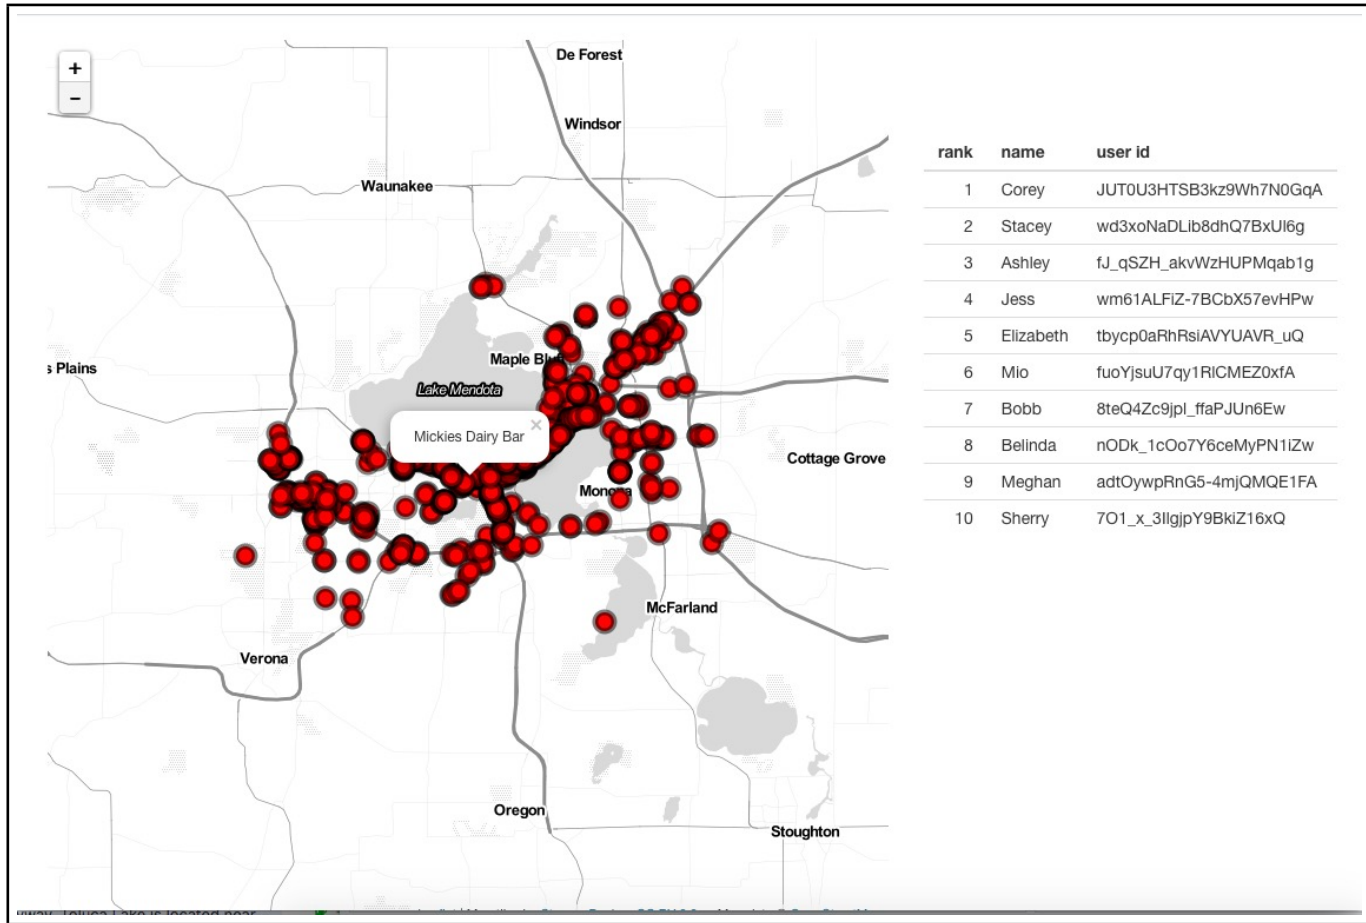 +
−
De Forest
Windsor
Waunakee
s Plains
Maple Bluff
Lake Mendota
Mickies Dairy Bar ×
Cottage Grove
Monona
McFarland
Verona
Oregon
Stoughton
rank name user id
1 Corey JUT0U3HTSB3kz9Wh7N0GqA
2 Stacey wd3xoNaDLib8dhQ7BxUl6g
3 Ashley fJ_qSZH_akvWzHUPMqab1g
4 Jess wm61ALFiZ-7BCbX57evHPw
5 Elizabeth tbycp0aRhRsiAVYUAVR_uQ
6 Mio fuoYjsuU7qy1RlCMEZ0xfA
7 Bobb 8teQ4Zc9jpl_ffaPJUn6Ew
8 Belinda nODk_1cOo7Y6ceMyPN1iZw
9 Meghan adtOywpRnG5-4mjQMQE1FA
10 Sherry 7O1_x_3IlgjpY9BkiZ16xQ